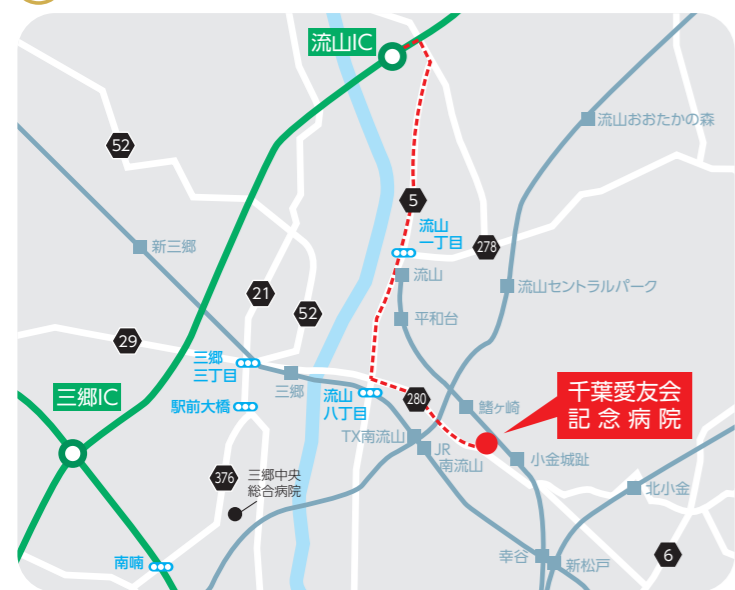 流山IC
流山おおたかの森
52
5
流山
一丁目
278
新三郷
流山
流山セントラルパーク
21
52
平和台
29
三郷
三丁目
三郷
三郷IC
流山
八丁目
280
千葉愛友会
記念病院
駅前大橋
鰭ヶ崎
TX南流山
JR
南流山
小金城趾
376
三郷中央
総合病院
北小金
南嘀
幸谷
新松戸
6